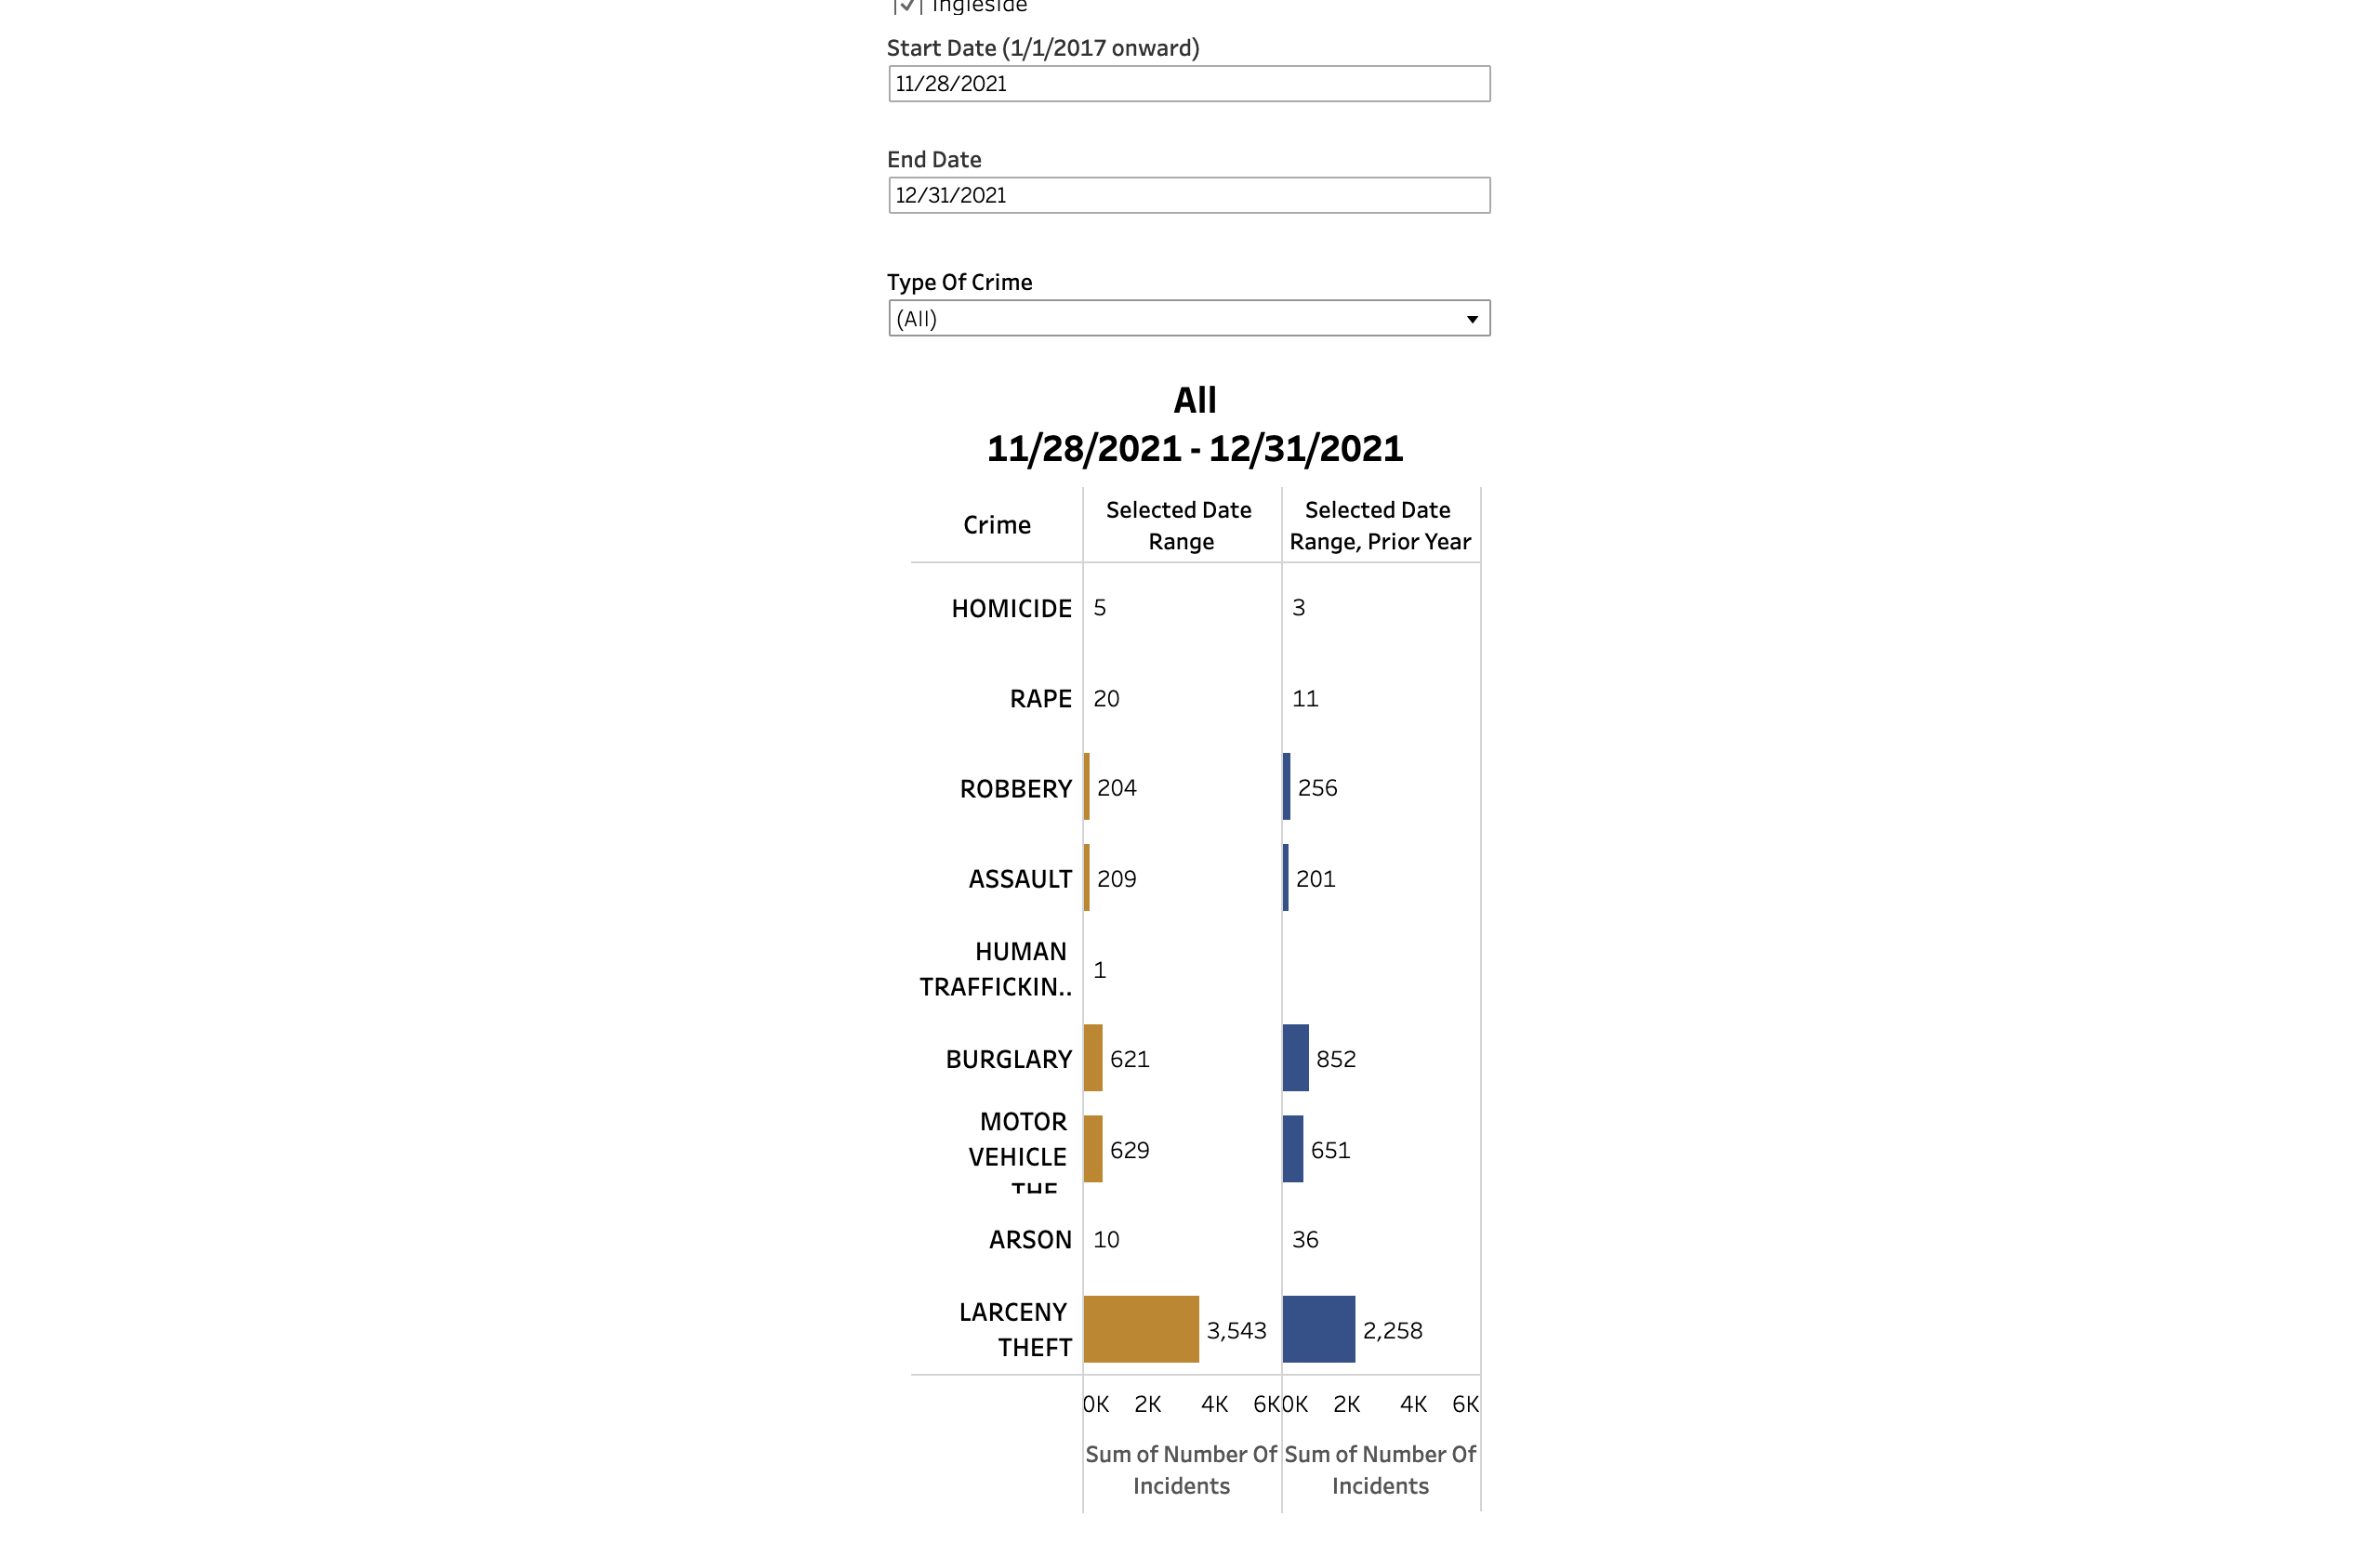 Ingleside
Start Date (1/1/2017 onward)
11/28/2021
End Date
12/31/2021
Type Of Crime
(All)
All
11/28/2021 - 12/31/2021
Crime
Selected Date
Range
Selected Date
Range, Prior Year
HOMICIDE 5 3
RAPE 20 11
ROBBERY 204 256
ASSAULT 209 201
HUMAN
TRAFFICKIN..
1
BURGLARY 621 852
MOTOR
VEHICLE
THE
629 651
ARSON 10 36
LARCENY
THEFT
3,543 2,258
0K 2K 4K 6K 0K 2K 4K 6K
Sum of Number Of
Incidents
Sum of Number Of
Incidents